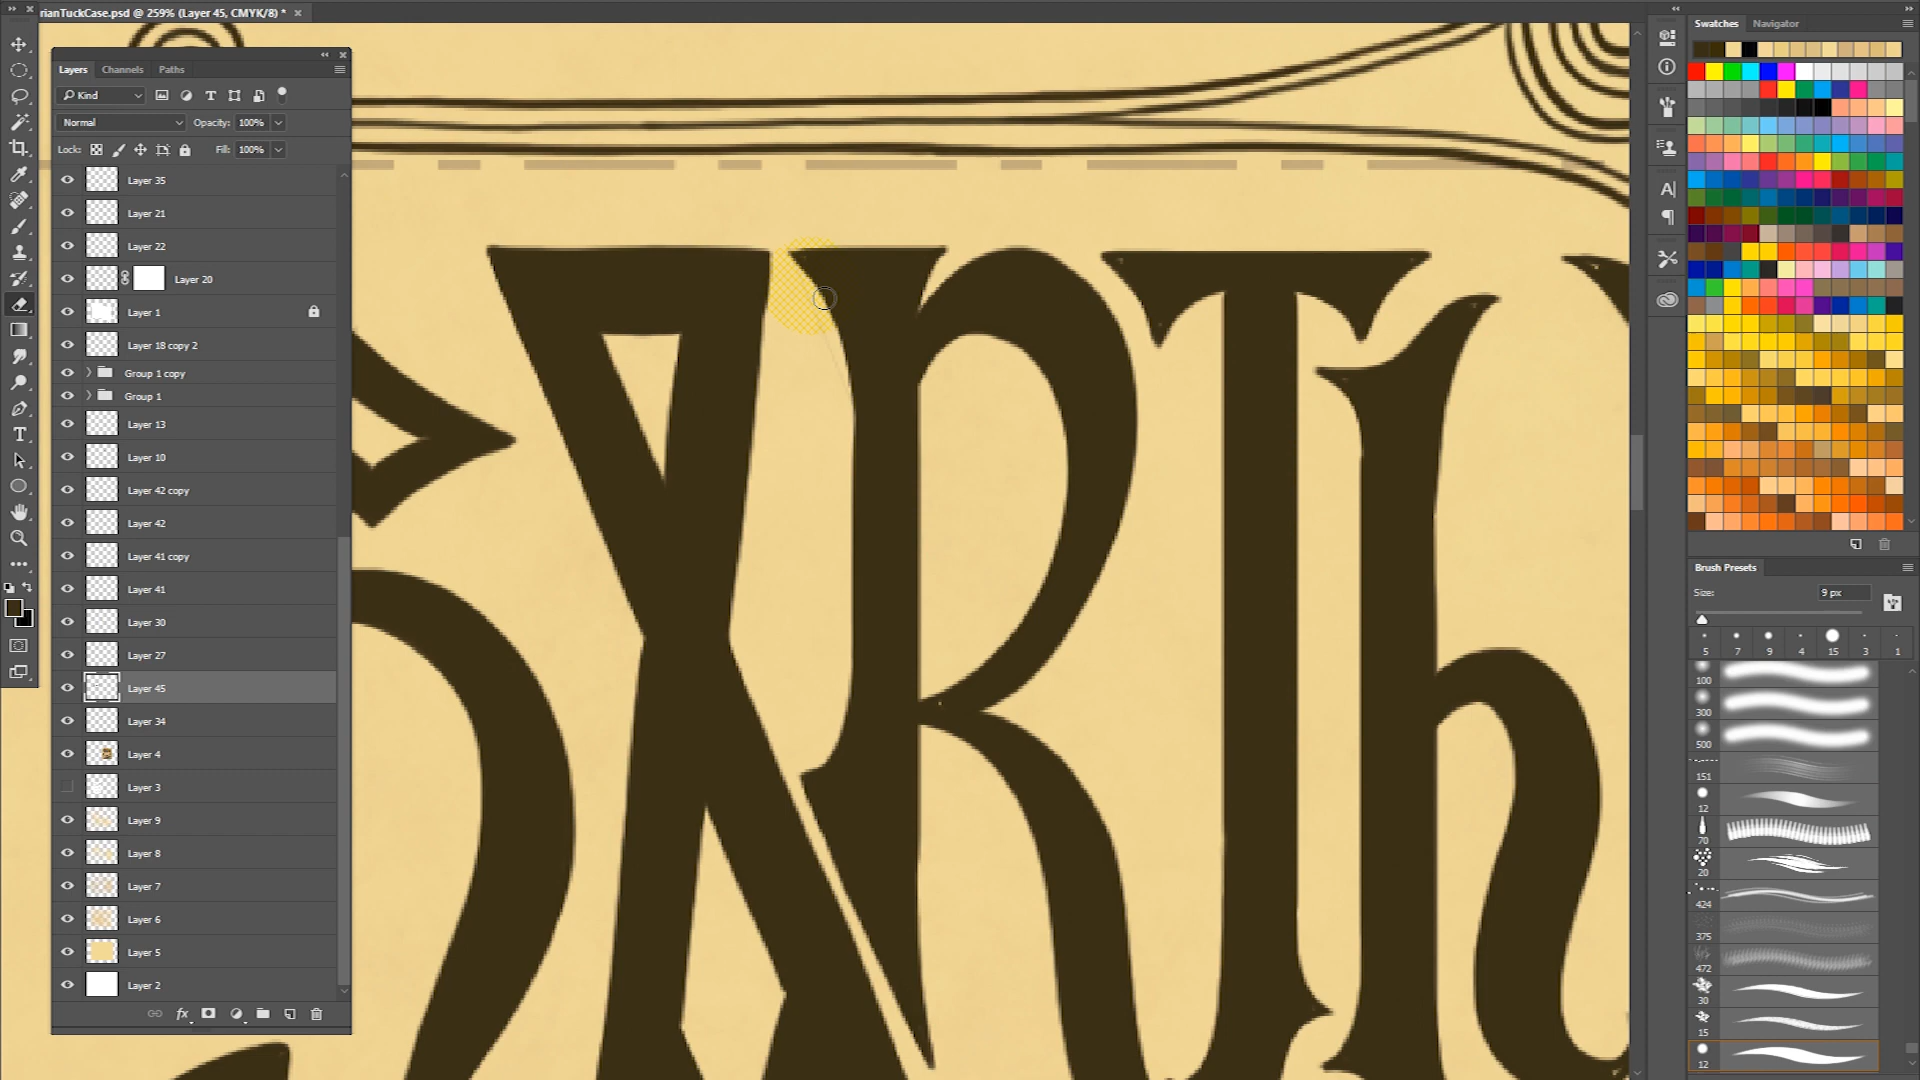 rianTuckCase.psd @ 259% (Layer 45, CMYK/8) *
Layers Channels Paths
Kind
Normal Opacity: 100%
Lock: Fill: 100%
Layer 35
Layer 21
Layer 22
Layer 20
Layer 1
Layer 18 copy 2
Group 1 copy
Group 1
Layer 13
Layer 10
Layer 42 copy
Layer 42
Layer 41 copy
Layer 41
Layer 30
Layer 27
Layer 45
Layer 34
Layer 4
Layer 3
Layer 9
Layer 8
Layer 7
Layer 6
Layer 5
Layer 2
fx
RTh
Swatches Navigator
Brush Presets
Size: 9 px
5 7 9 4 15 3 1
100
300
500
151
12
70
20
424
375
472
30
15
12